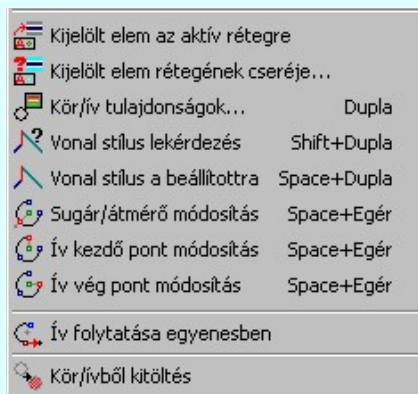 Kijelölt elem az aktív rétegre
Kijelölt elem rétegének cseréje...
Kör/ív tulajdonságok... Dupla
Vonal stílus lekérdezés Shift+Dupla
Vonal stílus a beállítottra Space+Dupla
Sugár/átmérő módosítás Space+Egér
Ív kezdő pont módosítás Space+Egér
Ív vég pont módosítás Space+Egér
Ív folytatása egyenesben
Kör/ívből kitöltés